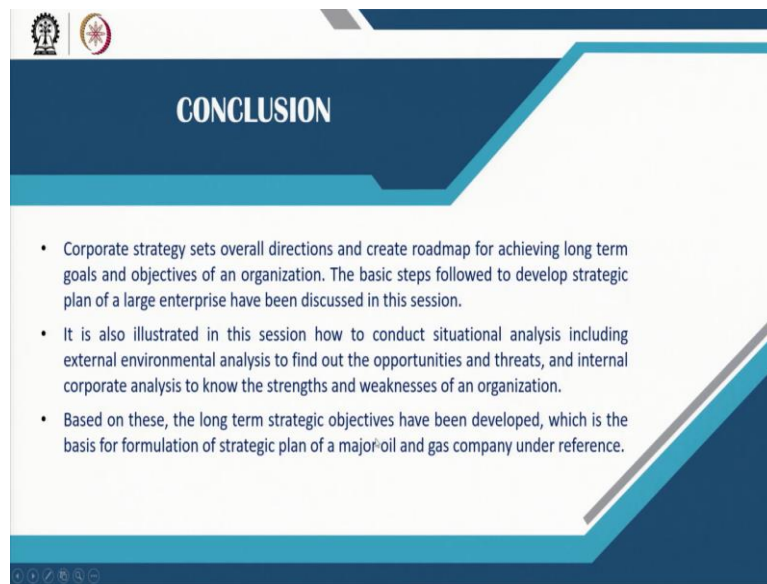 CONCLUSION
• Corporate strategy sets overall directions and create roadmap for achieving long term
goals and objectives of an organization. The basic steps followed to develop strategic
plan of a large enterprise have been discussed in this session.
• It is also illustrated in this session how to conduct situational analysis including
external environmental analysis to find out the opportunities and threats, and internal
corporate analysis to know the strengths and weaknesses of an organization.
• Based on these, the long term strategic objectives have been developed, which is the
basis for formulation of strategic plan of a major oil and gas company under reference.